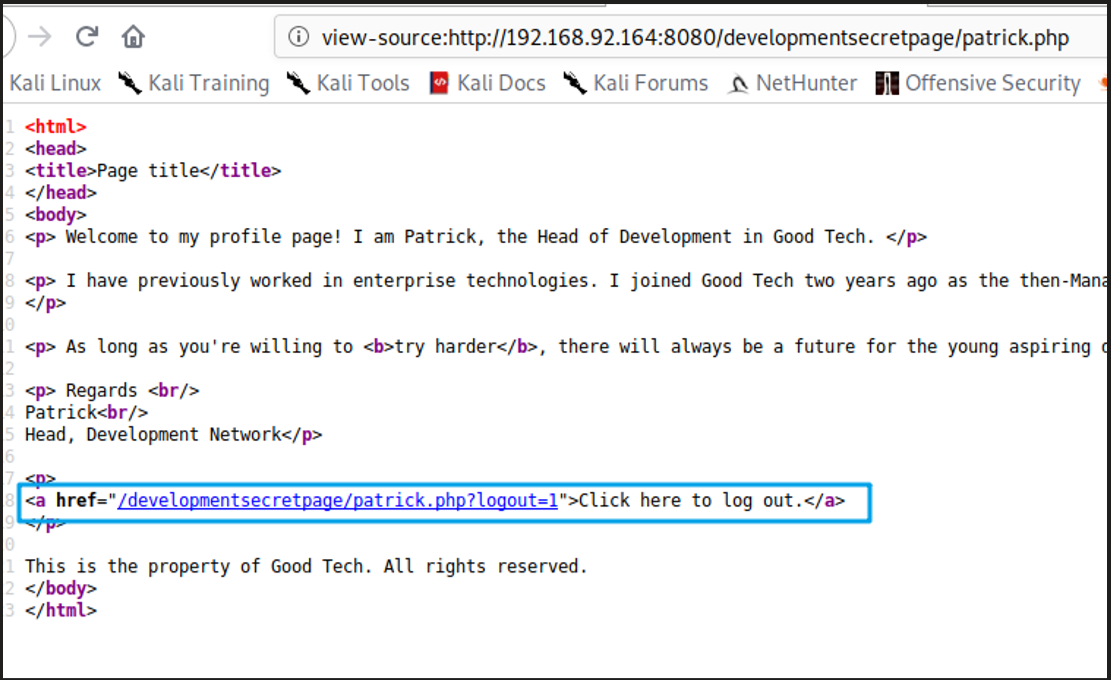 view-source:http://192.168.92.164:8080/developmentsecretpage/patrick.php
Kali Linux Kali Training Kali Tools Kali Docs Kali Forums NetHunter Offensive Security
1 <html>
2 <head>
3 <title>Page title</title>
4 </head>
5 <body>
6 <p> Welcome to my profile page! I am Patrick, the Head of Development in Good Tech. </p>
7
8 <p> I have previously worked in enterprise technologies. I joined Good Tech two years ago as the then-Mana
9 </p>
0
1 <p> As long as you're willing to <b>try harder</b>, there will always be a future for the young aspiring
2
3 <p> Regards <br/>
4 Patrick<br/>
5 Head, Development Network</p>
6
7 <p>
8 <a href="/developmentsecretpage/patrick.php?logout=1">Click here to log out.</a>
9 </p>
0
1 This is the property of Good Tech. All rights reserved.
2 </body>
3 </html>